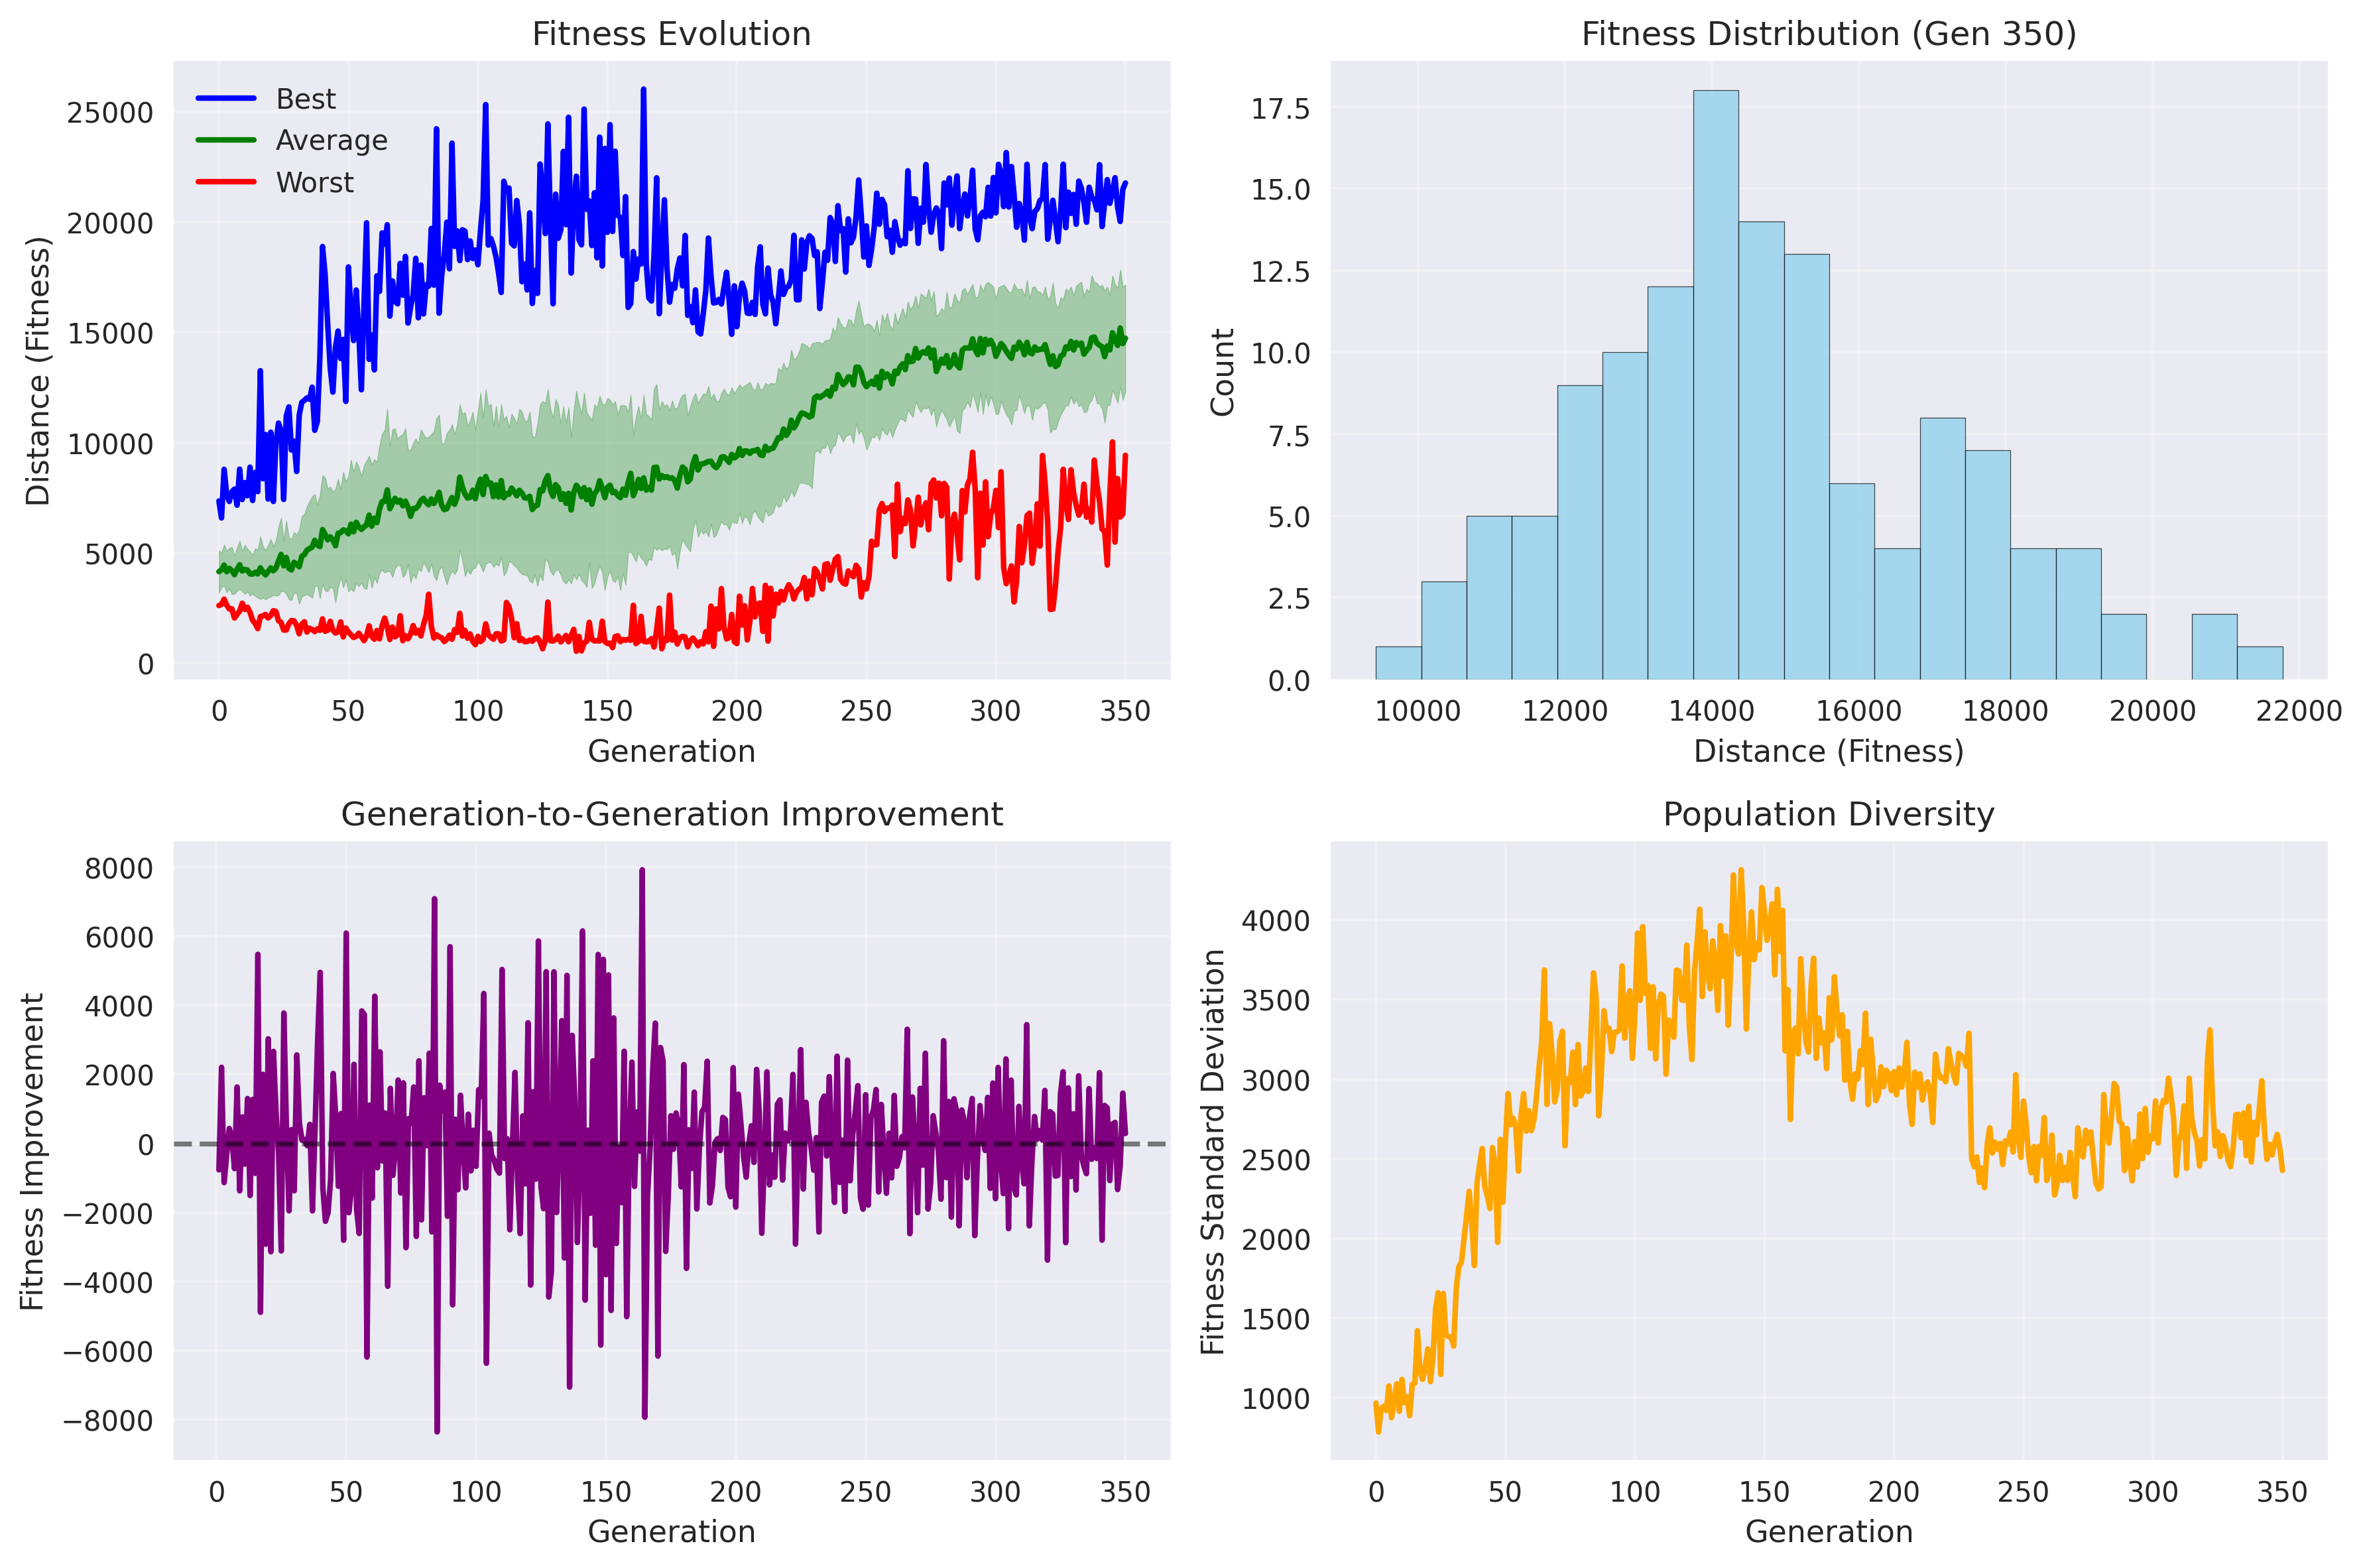 Fitness Evolution
25000
20000
15000
10000
5000
0
Distance (Fitness)
Best
Average
Worst
0 50 100 150 200 250 300 350
Generation
Fitness Distribution (Gen 350)
17.5
15.0
12.5
10.0
7.5
5.0
2.5
0.0
Count
10000 12000 14000 16000 18000 20000 22000
Distance (Fitness)
Generation-to-Generation Improvement
8000
6000
4000
2000
0
−2000
−4000
−6000
−8000
Fitness Improvement
0 50 100 150 200 250 300 350
Generation
Population Diversity
4000
3500
3000
2500
2000
1500
1000
Fitness Standard Deviation
0 50 100 150 200 250 300 350
Generation